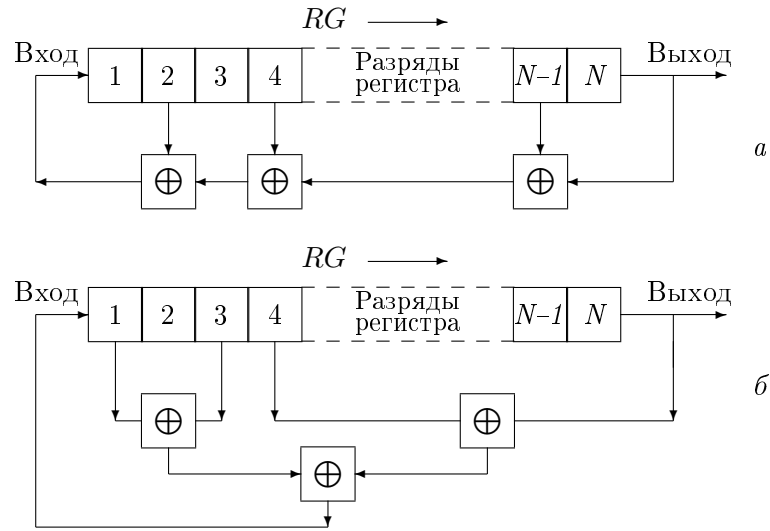 RG
Вход
1 2 3 4 Разряды регистра N–1 N
Выход
⊕ ⊕ ⊕
а
RG
Вход
1 2 3 4 Разряды регистра N–1 N
Выход
⊕ ⊕
б
⊕